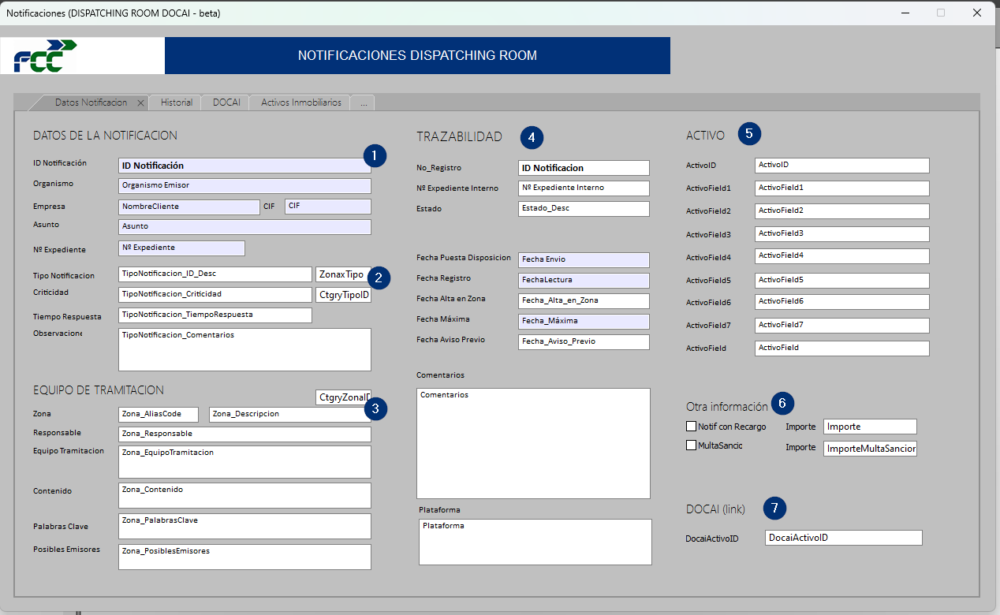 Notificaciones (DISPATCHING ROOM DOCAI - beta)
FCC
NOTIFICACIONES DISPATCHING ROOM
Datos Notificacion
Historial
DOCAI
Activos Inmobiliarios
...
DATOS DE LA NOTIFICACION
1
ID Notificación
ID Notificación
Organismo
Organismo Emisor
Empresa
NombreCliente
CIF
CIF
Asunto
Asunto
Nº Expediente
Nº Expediente
Tipo Notificacion
TipoNotificacion_ID_Desc
ZonaxTipo
2
Criticidad
TipoNotificacion_Criticidad
CtgryTipoID
Tiempo Respuesta
TipoNotificacion_TiempoRespuesta
Observacione
TipoNotificacion_Comentarios
EQUIPO DE TRAMITACION
CtgryZonaID
3
Zona
Zona_AliasCode
Zona_Descripcion
Responsable
Zona_Responsable
Equipo Tramitacion
Zona_EquipoTramitacion
Contenido
Zona_Contenido
Palabras Clave
Zona_PalabrasClave
Posibles Emisores
Zona_PosiblesEmisores
TRAZABILIDAD
4
No_Registro
ID Notificacion
Nº Expediente Interno
Nº Expediente Interno
Estado
Estado_Desc
Fecha Puesta Disposicion
Fecha Envio
Fecha Registro
FechaLectura
Fecha Alta en Zona
Fecha_Alta_en_Zona
Fecha Máxima
Fecha_Máxima
Fecha Aviso Previo
Fecha_Aviso_Previo
Comentarios
Comentarios
Plataforma
Plataforma
ACTIVO
5
ActivoID
ActivoID
ActivoField1
ActivoField1
ActivoField2
ActivoField2
ActivoField3
ActivoField3
ActivoField4
ActivoField4
ActivoField5
ActivoField5
ActivoField6
ActivoField6
ActivoField7
ActivoField7
ActivoField
ActivoField
Otra información
6
Notif con Recargo
Importe
Importe
MultaSancio
Importe
ImporteMultaSancion
DOCAI (link)
7
DocaiActivoID
DocaiActivoID